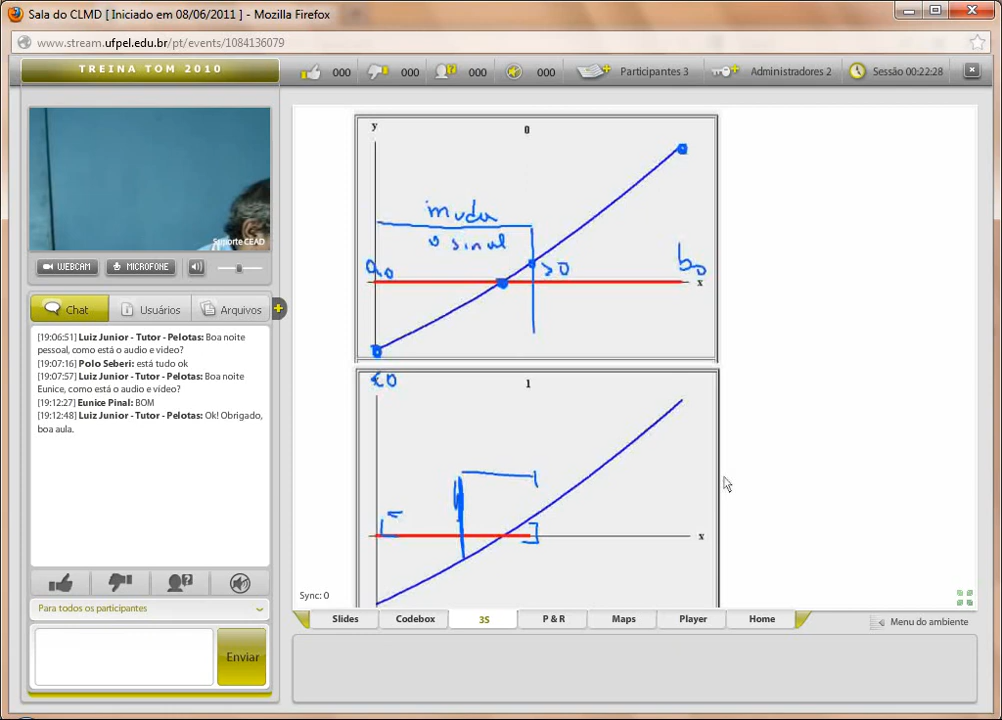 Sala do CLMD [ Iniciado em 08/06/2011 ] - Mozilla Firefox
www.stream.ufpel.edu.br/pt/events/1084136079
TREINA TOM 2010
000
000
000
000
Participantes 3
Administradores 2
Sessão 00:22:28
Suporte CEAD
WEBCAM
MICROFONE
Chat
Usuários
Arquivos
[19:06:51] Luiz Junior - Tutor - Pelotas: Boa noite
pessoal, como está o audio e video?
[19:07:16] Polo Seberi: está tudo ok
[19:07:57] Luiz Junior - Tutor - Pelotas: Boa noite
Eunice, como está o audio e vídeo?
[19:12:27] Eunice Pinal: BOM
[19:12:48] Luiz Junior - Tutor - Pelotas: Ok! Obrigado,
boa aula.
Para todos os participantes
Enviar
y
0
muda
o sinal
a0
>0
b0
x
<0
1
x
Sync: 0
Slides
Codebox
3S
P & R
Maps
Player
Home
Menu do ambiente